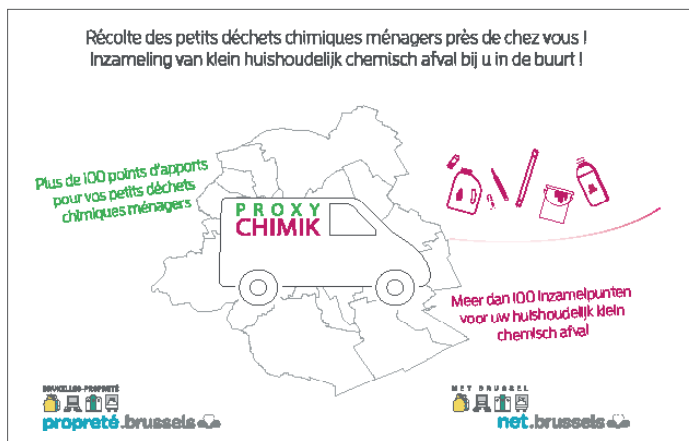 Récolte des petits déchets chimiques ménagers près de chez vous !
Inzameling van klein huishoudelijk chemisch afval bij u in de buurt !
Plus de 100 points d'apports
pour vos petits déchets
chimiques ménagers
PROXY
CHIMIK
Meer dan 100 inzamelpunten
voor uw huishoudelijk klein
chemisch afval
BRUXELLES-PROPRETÉ
propreté.brussels
NET BRUSSEL
net.brussels